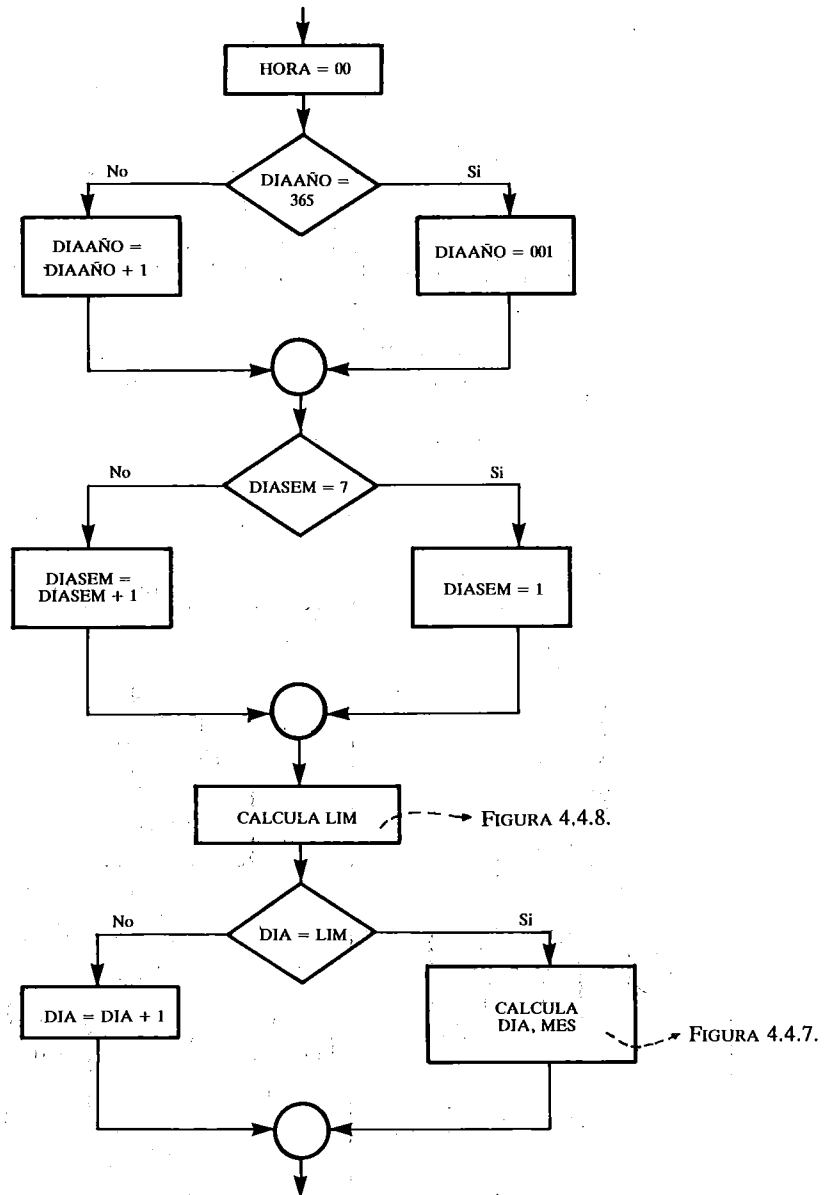 HORA = 00
DIAAÑO =
365
No
Si
DIAAÑO =
DIAAÑO + 1
DIAAÑO = 001
DIASEM = 7
No
Si
DIASEM =
DIASEM + 1
DIASEM = 1
CALCULA LIM
FIGURA 4.4.8.
DIA = LIM
No
Si
DIA = DIA + 1
CALCULA
DIA, MES
FIGURA 4.4.7.